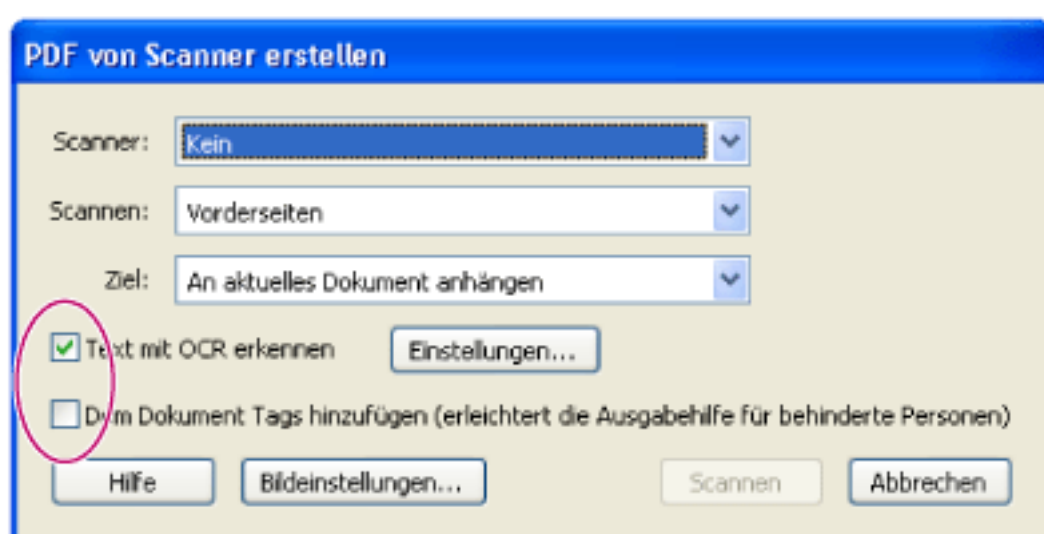 PDF von Scanner erstellen
Scanner: Kein
Scannen: Vorderseiten
Ziel: An aktuelles Dokument anhängen
Text mit OCR erkennen Einstellungen...
Dem Dokument Tags hinzufügen (erleichtert die Ausgabehilfe für behinderte Personen)
Hilfe Bildeinstellungen... Scannen Abbrechen